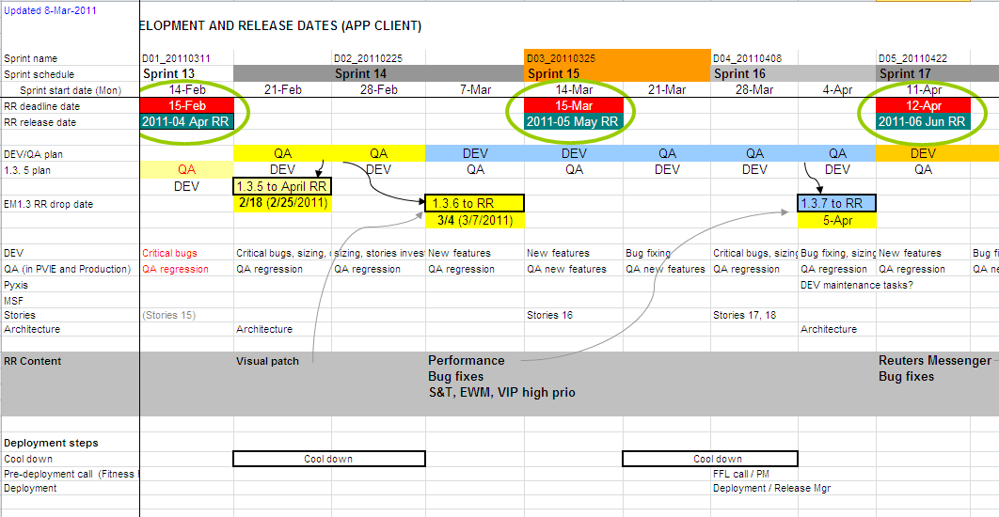 Updated 8-Mar-2011
ELOPMENT AND RELEASE DATES (APP CLIENT)
Sprint name D01_20110311 D02_20110225 D03_20110325 D04_20110408 D05_20110422
Sprint schedule Sprint 13 Sprint 14 Sprint 15 Sprint 16 Sprint 17
Sprint start date (Mon) 14-Feb 21-Feb 28-Feb 7-Mar 14-Mar 21-Mar 28-Mar 4-Apr 11-Apr
RR deadline date 15-Feb 15-Mar 12-Apr
RR release date 2011-04 Apr RR 2011-05 May RR 2011-06 Jun RR
DEV/QA plan QA QA DEV DEV QA QA QA DEV
1.3. 5 plan QA DEV DEV QA QA DEV DEV DEV QA
DEV 1.3.5 to April RR
EM1.3 RR drop date 2/18 (2/25/2011) 1.3.6 to RR 1.3.7 to RR
3/4 (3/7/2011) 5-Apr
DEV Critical bugs Critical bugs, sizing, sizing, stories inves New features New features Bug fixing Critical bugs, sizing Bug fixing, sizing New features Bug fi
QA (in PVIE and Production) QA regression QA regression QA regression QA regression QA new features QA new features QA regression QA regression QA regression QA ne
Pyxis DEV maintenance tasks?
MSF
Stories (Stories 15) Stories 16 Stories 17, 18
Architecture Architecture Architecture
RR Content Visual patch Performance Reuters Messenger
Bug fixes Bug fixes
S&T, EWM, VIP high prio
Deployment steps
Cool down Cool down Cool down
Pre-deployment call (Fitness FFL call / PM
Deployment Deployment / Release Mgr